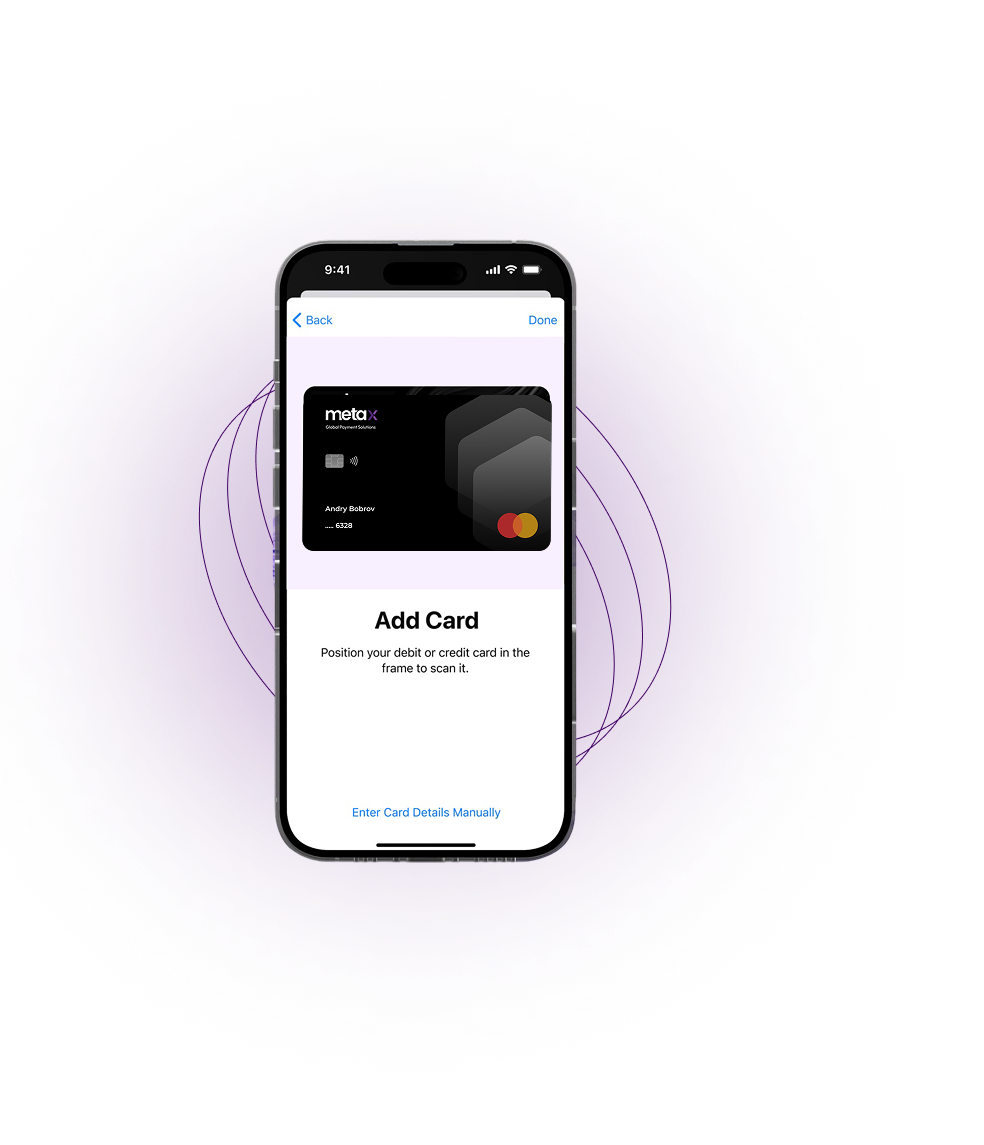 9:41
Back
Done
metax
Global Payment Solutions
Andry Bobrov
..... 6328
Add Card
Position your debit or credit card in the
frame to scan it.
Enter Card Details Manually